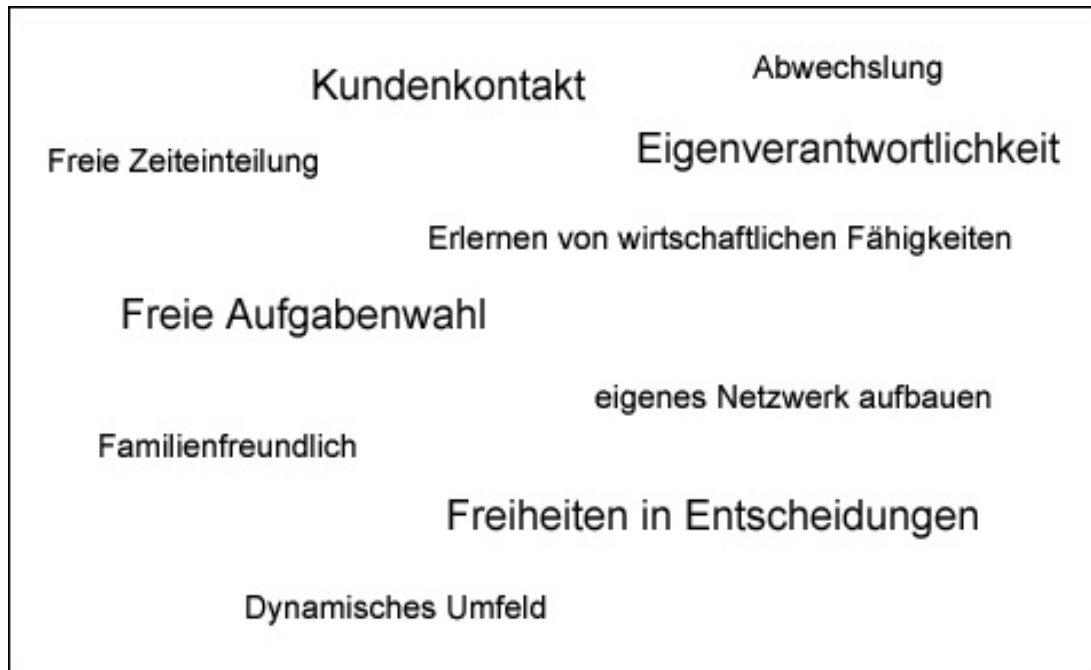 Abwechslung
Kundenkontakt
Eigenverantwortlichkeit
Freie Zeiteinteilung
Erlernen von wirtschaftlichen Fähigkeiten
Freie Aufgabenwahl
eigenes Netzwerk aufbauen
Familienfreundlich
Freiheiten in Entscheidungen
Dynamisches Umfeld